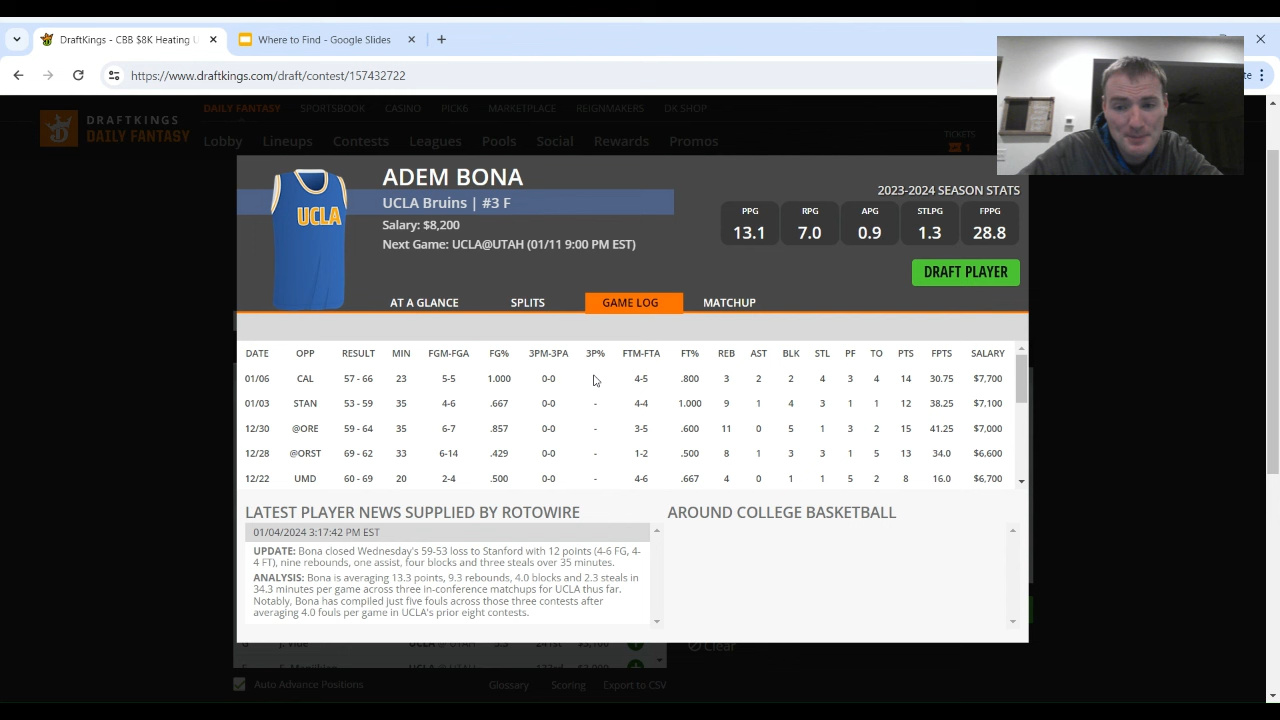 DraftKings - CBB $8K Heating U
Where to Find - Google Slides
https://www.draftkings.com/draft/contest/157432722
DRAFTKINGS
DAILY FANTASY
DAILY FANTASY SPORTSBOOK CASINO PICK6 MARKETPLACE REIGNMAKERS DK SHOP
Lobby Lineups Contests Leagues Pools Social Rewards Promos
TICKETS
1
UCLA
ADEM BONA
UCLA Bruins | #3 F
Salary: $8,200
Next Game: UCLA@UTAH (01/11 9:00 PM EST)
2023-2024 SEASON STATS
PPG RPG APG STLPG FPPG
13.1 7.0 0.9 1.3 28.8
DRAFT PLAYER
AT A GLANCE SPLITS GAME LOG MATCHUP
DATE OPP RESULT MIN FGM-FGA FG% 3PM-3PA 3P% FTM-FTA FT% REB AST BLK STL PF TO PTS FPTS SALARY
01/06 CAL 57 - 66 23 5-5 1.000 0-0 - 4-5 .800 3 2 2 4 3 4 14 30.75 $7,700
01/03 STAN 53 - 59 35 4-6 .667 0-0 - 4-4 1.000 9 1 4 3 1 1 12 38.25 $7,100
12/30 @ORE 59 - 64 35 6-7 .857 0-0 - 3-5 .600 11 0 5 1 3 2 15 41.25 $7,000
12/28 @ORST 69 - 62 33 6-14 .429 0-0 - 1-2 .500 8 1 3 3 1 5 13 34.0 $6,600
12/22 UMD 60 - 69 20 2-4 .500 0-0 - 4-6 .667 4 0 1 1 5 2 8 16.0 $6,700
LATEST PLAYER NEWS SUPPLIED BY ROTOWIRE
01/04/2024 3:17:42 PM EST
UPDATE: Bona closed Wednesday's 59-53 loss to Stanford with 12 points (4-6 FG, 4-
4 FT), nine rebounds, one assist, four blocks and three steals over 35 minutes.
ANALYSIS: Bona is averaging 13.3 points, 9.3 rebounds, 4.0 blocks and 2.3 steals in
34.3 minutes per game across three in-conference matchups for UCLA thus far.
Notably, Bona has compiled just five fouls across those three contests after
averaging 4.0 fouls per game in UCLA's prior eight contests.
AROUND COLLEGE BASKETBALL
Clear
Auto Advance Positions
Glossary Scoring Export to CSV